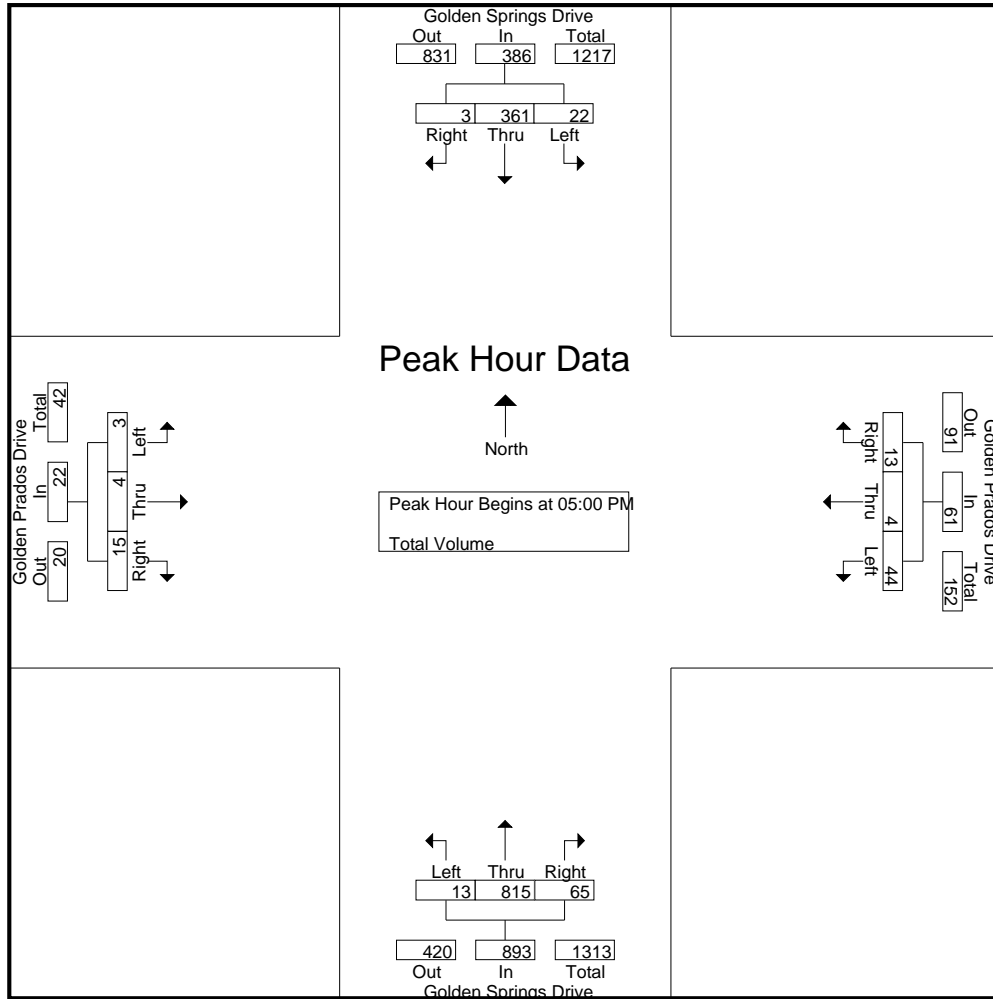 Golden Springs Drive
Out In Total
831 386 1217
3 361 22
Right Thru Left
Peak Hour Data
North
Peak Hour Begins at 05:00 PM
Total Volume
Golden Prados Drive
Total In Out
42 22 20
3 4 15
Left Thru Right
Golden Prados Drive
Out In Total
91 61 152
13 4 44
Right Thru Left
Left Thru Right
13 815 65
420 893 1313
Out In Total
Golden Springs Drive